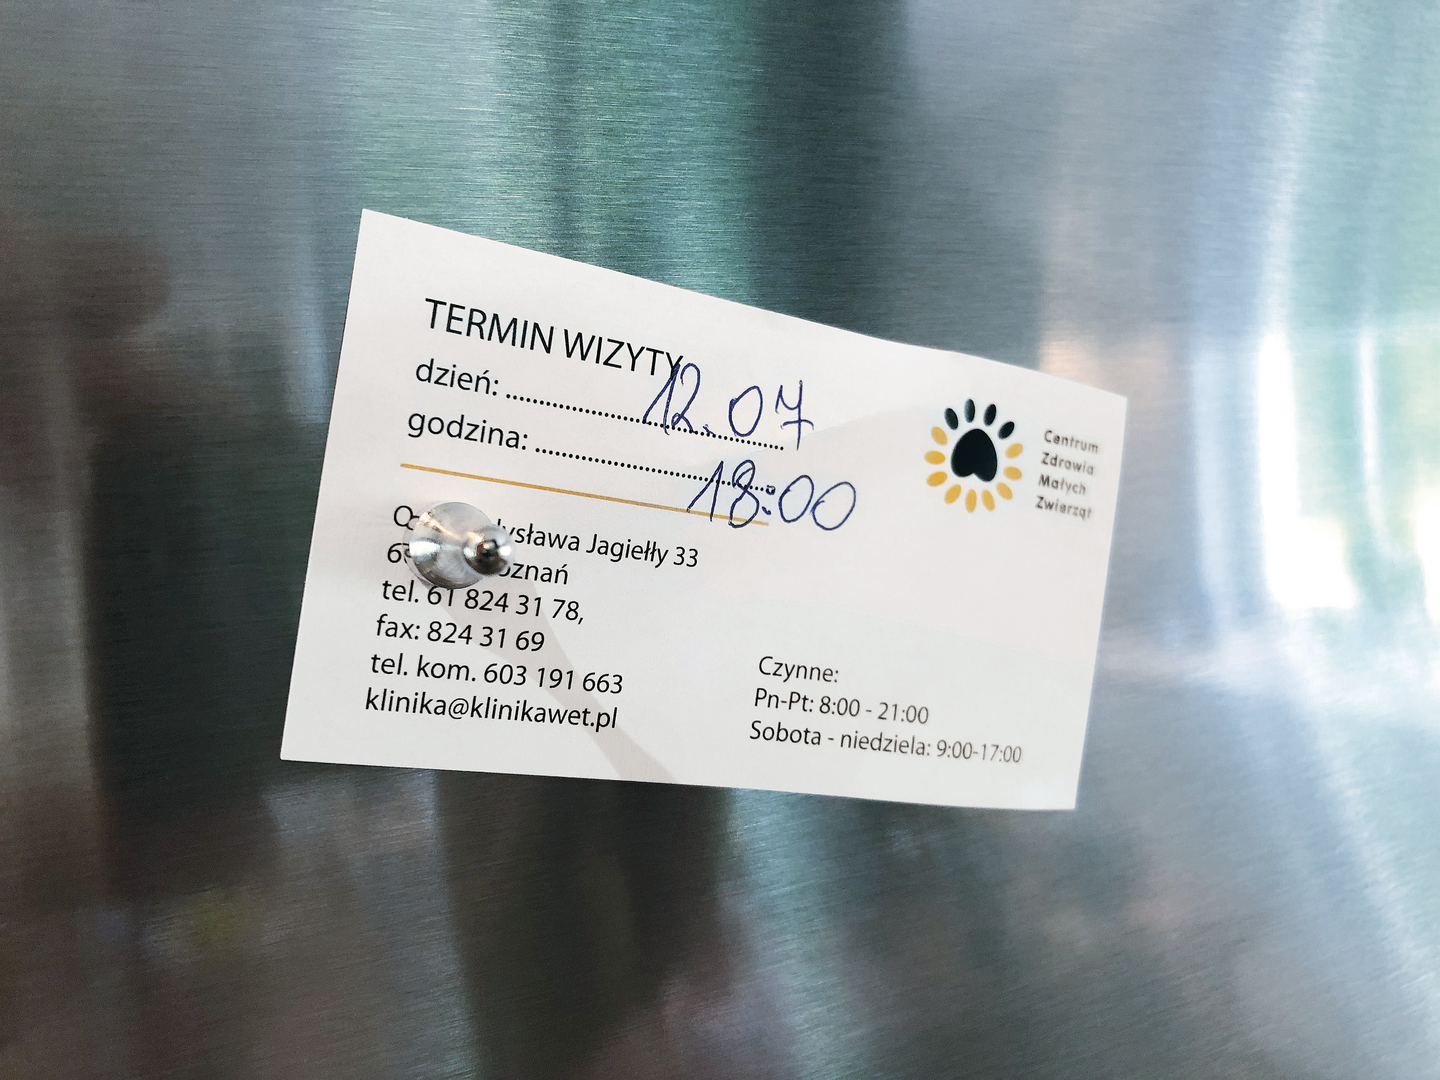 TERMIN WIZYTY
dzień: .................... 12.07
godzina: .................... 18:00
Jagiełły 33
tel. 61 824 31 78,
fax: 824 31 69
tel. kom. 603 191 663
klinika@klinikawet.pl
Centrum
Zdrowia
Małych
Zwierząt
Czynne:
Pn-Pt: 8:00 - 21:00
Sobota - niedziela: 9:00-17:00